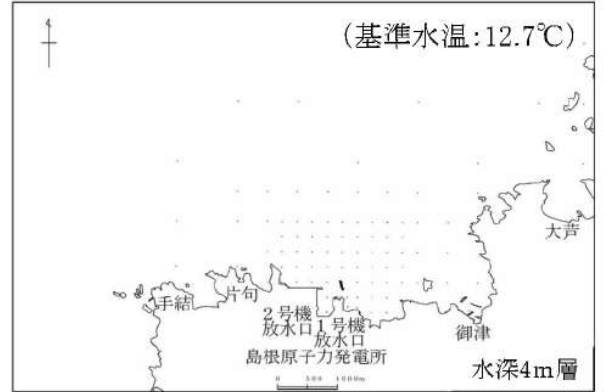 4
(基準水温:12.7℃)
大芦
手結
片句
2号機
放水口
1号機
放水口
御津
島根原子力発電所
水深4m層
0 500 1000m